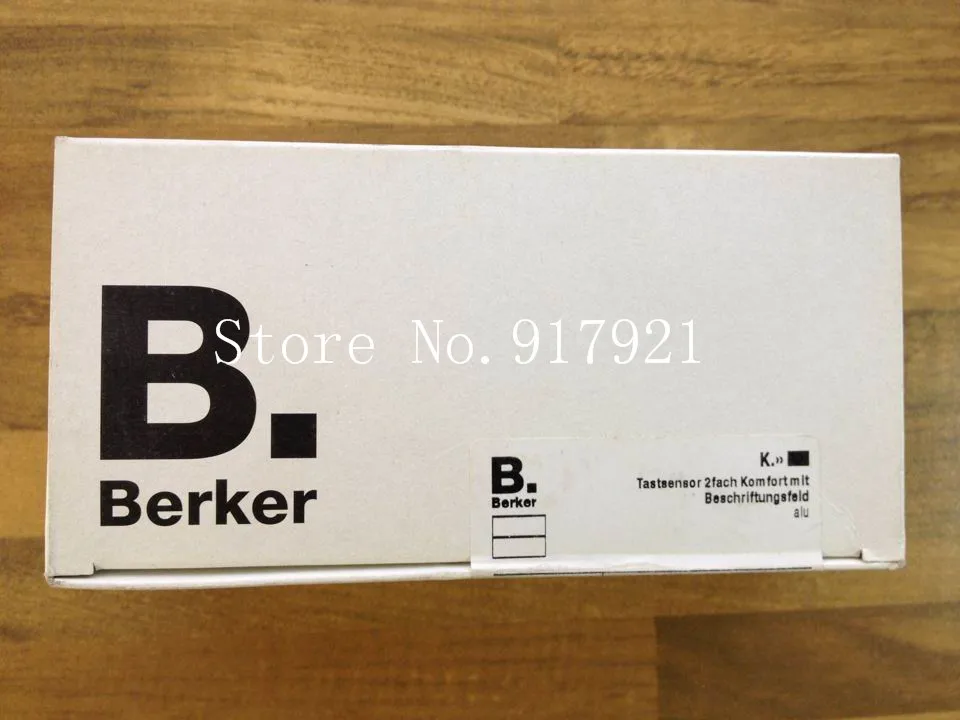 B.
Berker
Store No. 917921
B.
Berker
K.»
Tastsensor 2fach Komfort mit
Beschriftungsfeld
alu